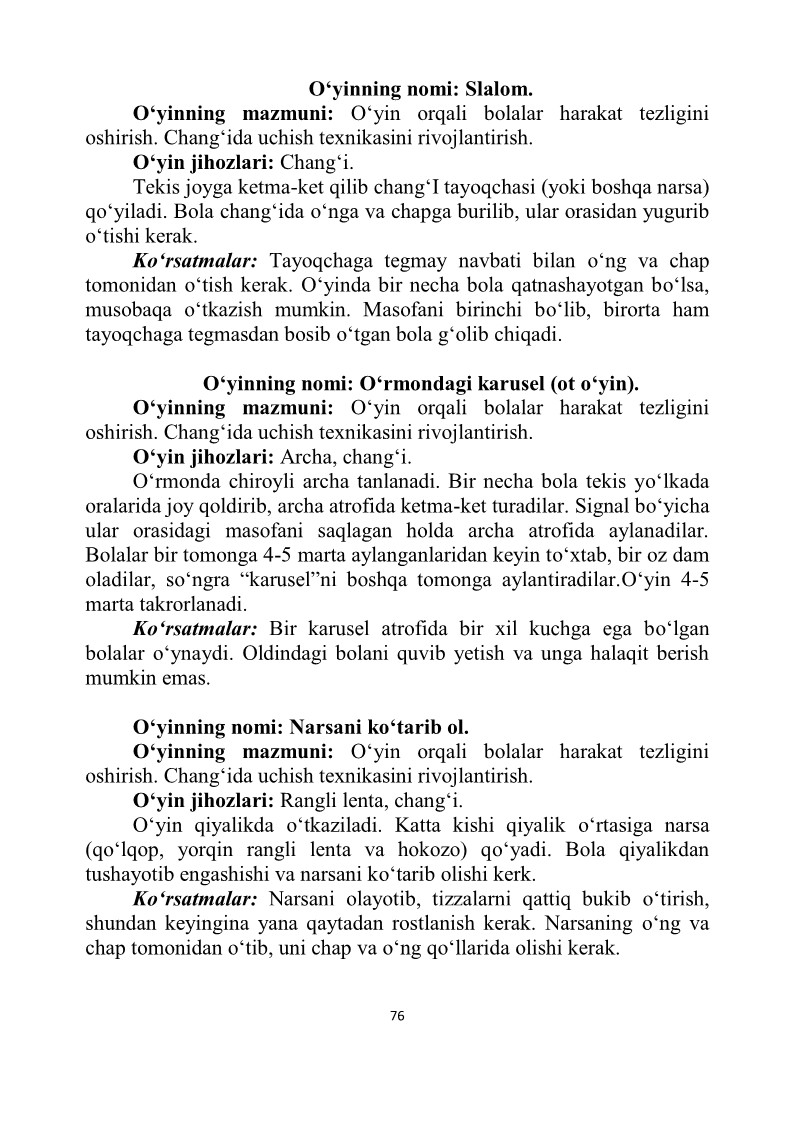 O‘yinning nomi: Slalom.
O‘yinning mazmuni: O‘yin orqali bolalar harakat tezligini
oshirish. Chang‘ida uchish texnikasini rivojlantirish.
O‘yin jihozlari: Chang‘i.
Tekis joyga ketma-ket qilib chang‘I tayoqchasi (yoki boshqa narsa)
qo‘yiladi. Bola chang‘ida o‘nga va chapga burilib, ular orasidan yugurib
o‘tishi kerak.
Ko‘rsatmalar: Tayoqchaga tegmay navbati bilan o‘ng va chap
tomonidan o‘tish kerak. O‘yinda bir necha bola qatnashayotgan bo‘lsa,
musobaqa o‘tkazish mumkin. Masofani birinchi bo‘lib, birorta ham
tayoqchaga tegmasdan bosib o‘tgan bola g‘olib chiqadi.
O‘yinning nomi: O‘rmondagi karusel (ot o‘yin).
O‘yinning mazmuni: O‘yin orqali bolalar harakat tezligini
oshirish. Chang‘ida uchish texnikasini rivojlantirish.
O‘yin jihozlari: Archa, chang‘i.
O‘rmonda chiroyli archa tanlanadi. Bir necha bola tekis yo‘lkada
oralarida joy qoldirib, archa atrofida ketma-ket turadilar. Signal bo‘yicha
ular orasidagi masofani saqlagan holda archa atrofida aylanadilar.
Bolalar bir tomonga 4-5 marta aylanganlaridan keyin to‘xtab, bir oz dam
oladilar, so‘ngra “karusel”ni boshqa tomonga aylantiradilar.O‘yin 4-5
marta takrorlanadi.
Ko‘rsatmalar: Bir karusel atrofida bir xil kuchga ega bo‘lgan
bolalar o‘ynaydi. Oldindagi bolani quvib yetish va unga halaqit berish
mumkin emas.
O‘yinning nomi: Narsani ko‘tarib ol.
O‘yinning mazmuni: O‘yin orqali bolalar harakat tezligini
oshirish. Chang‘ida uchish texnikasini rivojlantirish.
O‘yin jihozlari: Rangli lenta, chang‘i.
O‘yin qiyalikda o‘tkaziladi. Katta kishi qiyalik o‘rtasiga narsa
(qo‘lqop, yorqin rangli lenta va hokozo) qo‘yadi. Bola qiyalikdan
tushayotib engashishi va narsani ko‘tarib olishi kerk.
Ko‘rsatmalar: Narsani olayotib, tizzalarni qattiq bukib o‘tirish,
shundan keyingina yana qaytadan rostlanish kerak. Narsaning o‘ng va
chap tomonidan o‘tib, uni chap va o‘ng qo‘llarida olishi kerak.
76